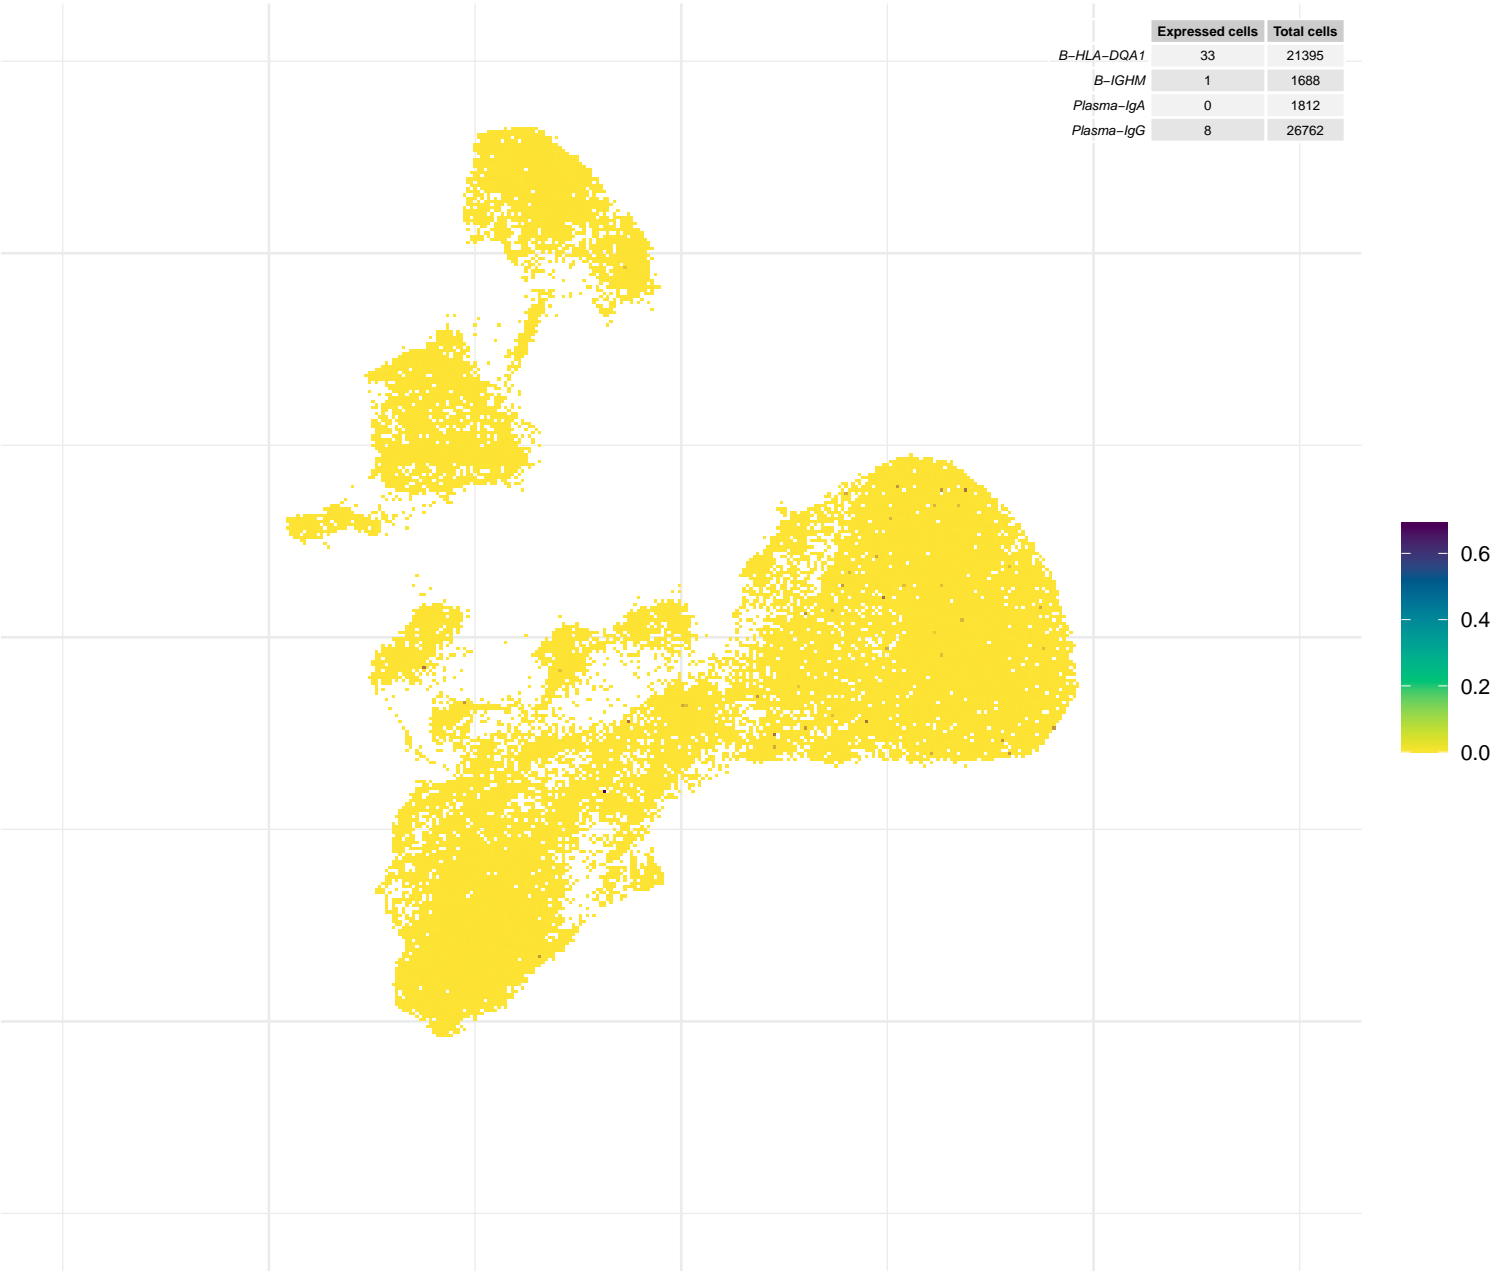 Expressed cells Total cells
B−HLA−DQA1 33 21395
B−IGHM 1 1688
Plasma−IgA 0 1812
Plasma−IgG 8 26762
0.6
0.4
0.2
0.0